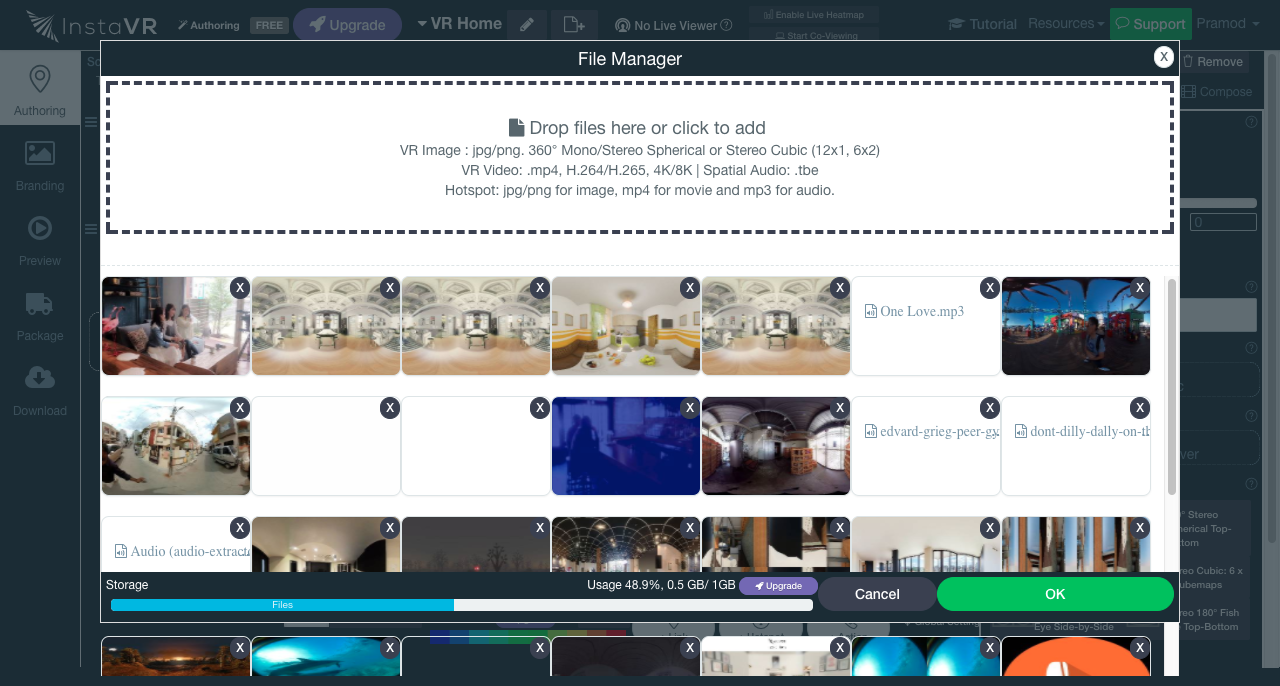 InstaVR
Authoring
FREE
Upgrade
VR Home
No Live Viewer
Enable Live Heatmap
Start Co-Viewing
Tutorial
Resources
Support
Pramod
File Manager
X
Remove
Compose
Authoring
Branding
Preview
Package
Download
Drop files here or click to add
VR Image : jpg/png. 360° Mono/Stereo Spherical or Stereo Cubic (12x1, 6x2)
VR Video: .mp4, H.264/H.265, 4K/8K | Spatial Audio: .tbe
Hotspot: jpg/png for image, mp4 for movie and mp3 for audio.
0
X X X X X X X
One Love.mp3
X X X X X X X
edvard-grieg-peer-gy
dont-dilly-dally-on-th
X X X X X X X
Audio (audio-extract
Storage
Usage 48.9%, 0.5 GB/ 1GB
Upgrade
Files
Cancel
OK
Stereo
Top-
Stereo Cubic: 6 x
180° Fish
Eye Side-by-Side
Top-Bottom
Global Setting
X X X X X X X